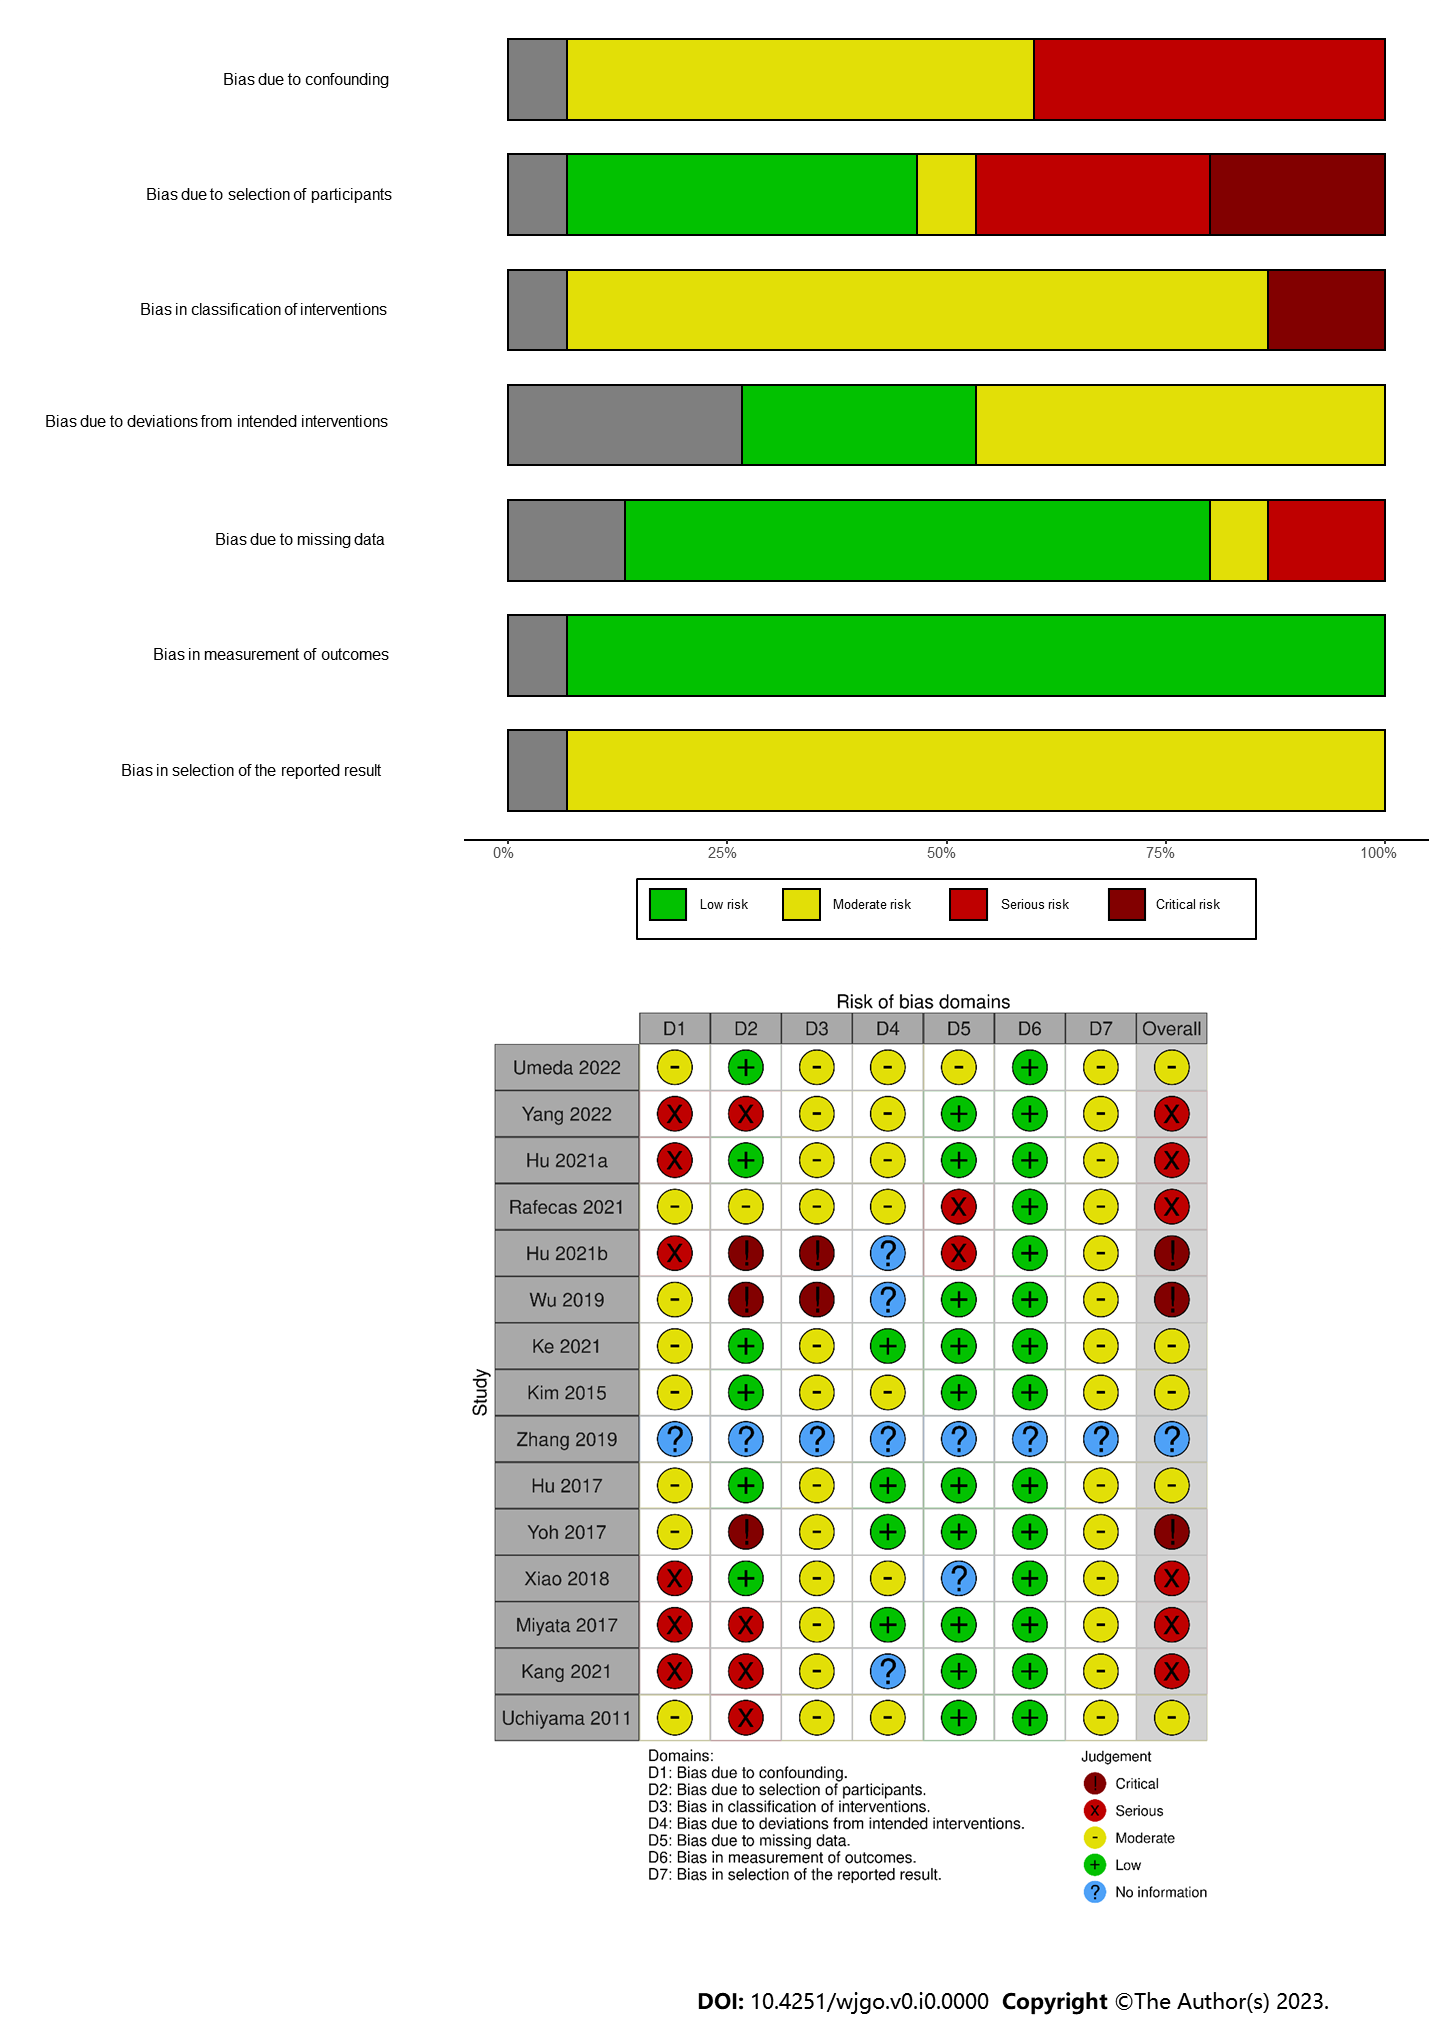 Bias due to confounding
Bias due to selection of participants
Bias in classification of interventions
Bias due to deviations from intended interventions
Bias due to missing data
Bias in measurement of outcomes
Bias in selection of the reported result
0% 25% 50% 75% 100%
Low risk Moderate risk Serious risk Critical risk
Risk of bias domains
D1 D2 D3 D4 D5 D6 D7 Overall
Study
Umeda 2022 - + - - - + - -
Yang 2022 X X - - + + - X
Hu 2021a X + - - + + - X
Rafecas 2021 - - - - X + - X
Hu 2021b X ! ! ? X + - !
Wu 2019 - ! ! ? + + - !
Ke 2021 - + - + + + - -
Kim 2015 - + - - + + - -
Zhang 2019 ? ? ? ? ? ? ? ?
Hu 2017 - + - + + + - -
Yoh 2017 - ! - + + + - !
Xiao 2018 X + - - ? + - X
Miyata 2017 X X - + + + - X
Kang 2021 X X - ? + + - X
Uchiyama 2011 - X - - + + - -
Domains:
D1: Bias due to confounding.
D2: Bias due to selection of participants.
D3: Bias in classification of interventions.
D4: Bias due to deviations from intended interventions.
D5: Bias due to missing data.
D6: Bias in measurement of outcomes.
D7: Bias in selection of the reported result.
Judgement
! Critical
X Serious
- Moderate
+ Low
? No information
DOI: 10.4251/wjgo.v0.i0.0000 Copyright ©The Author(s) 2023.